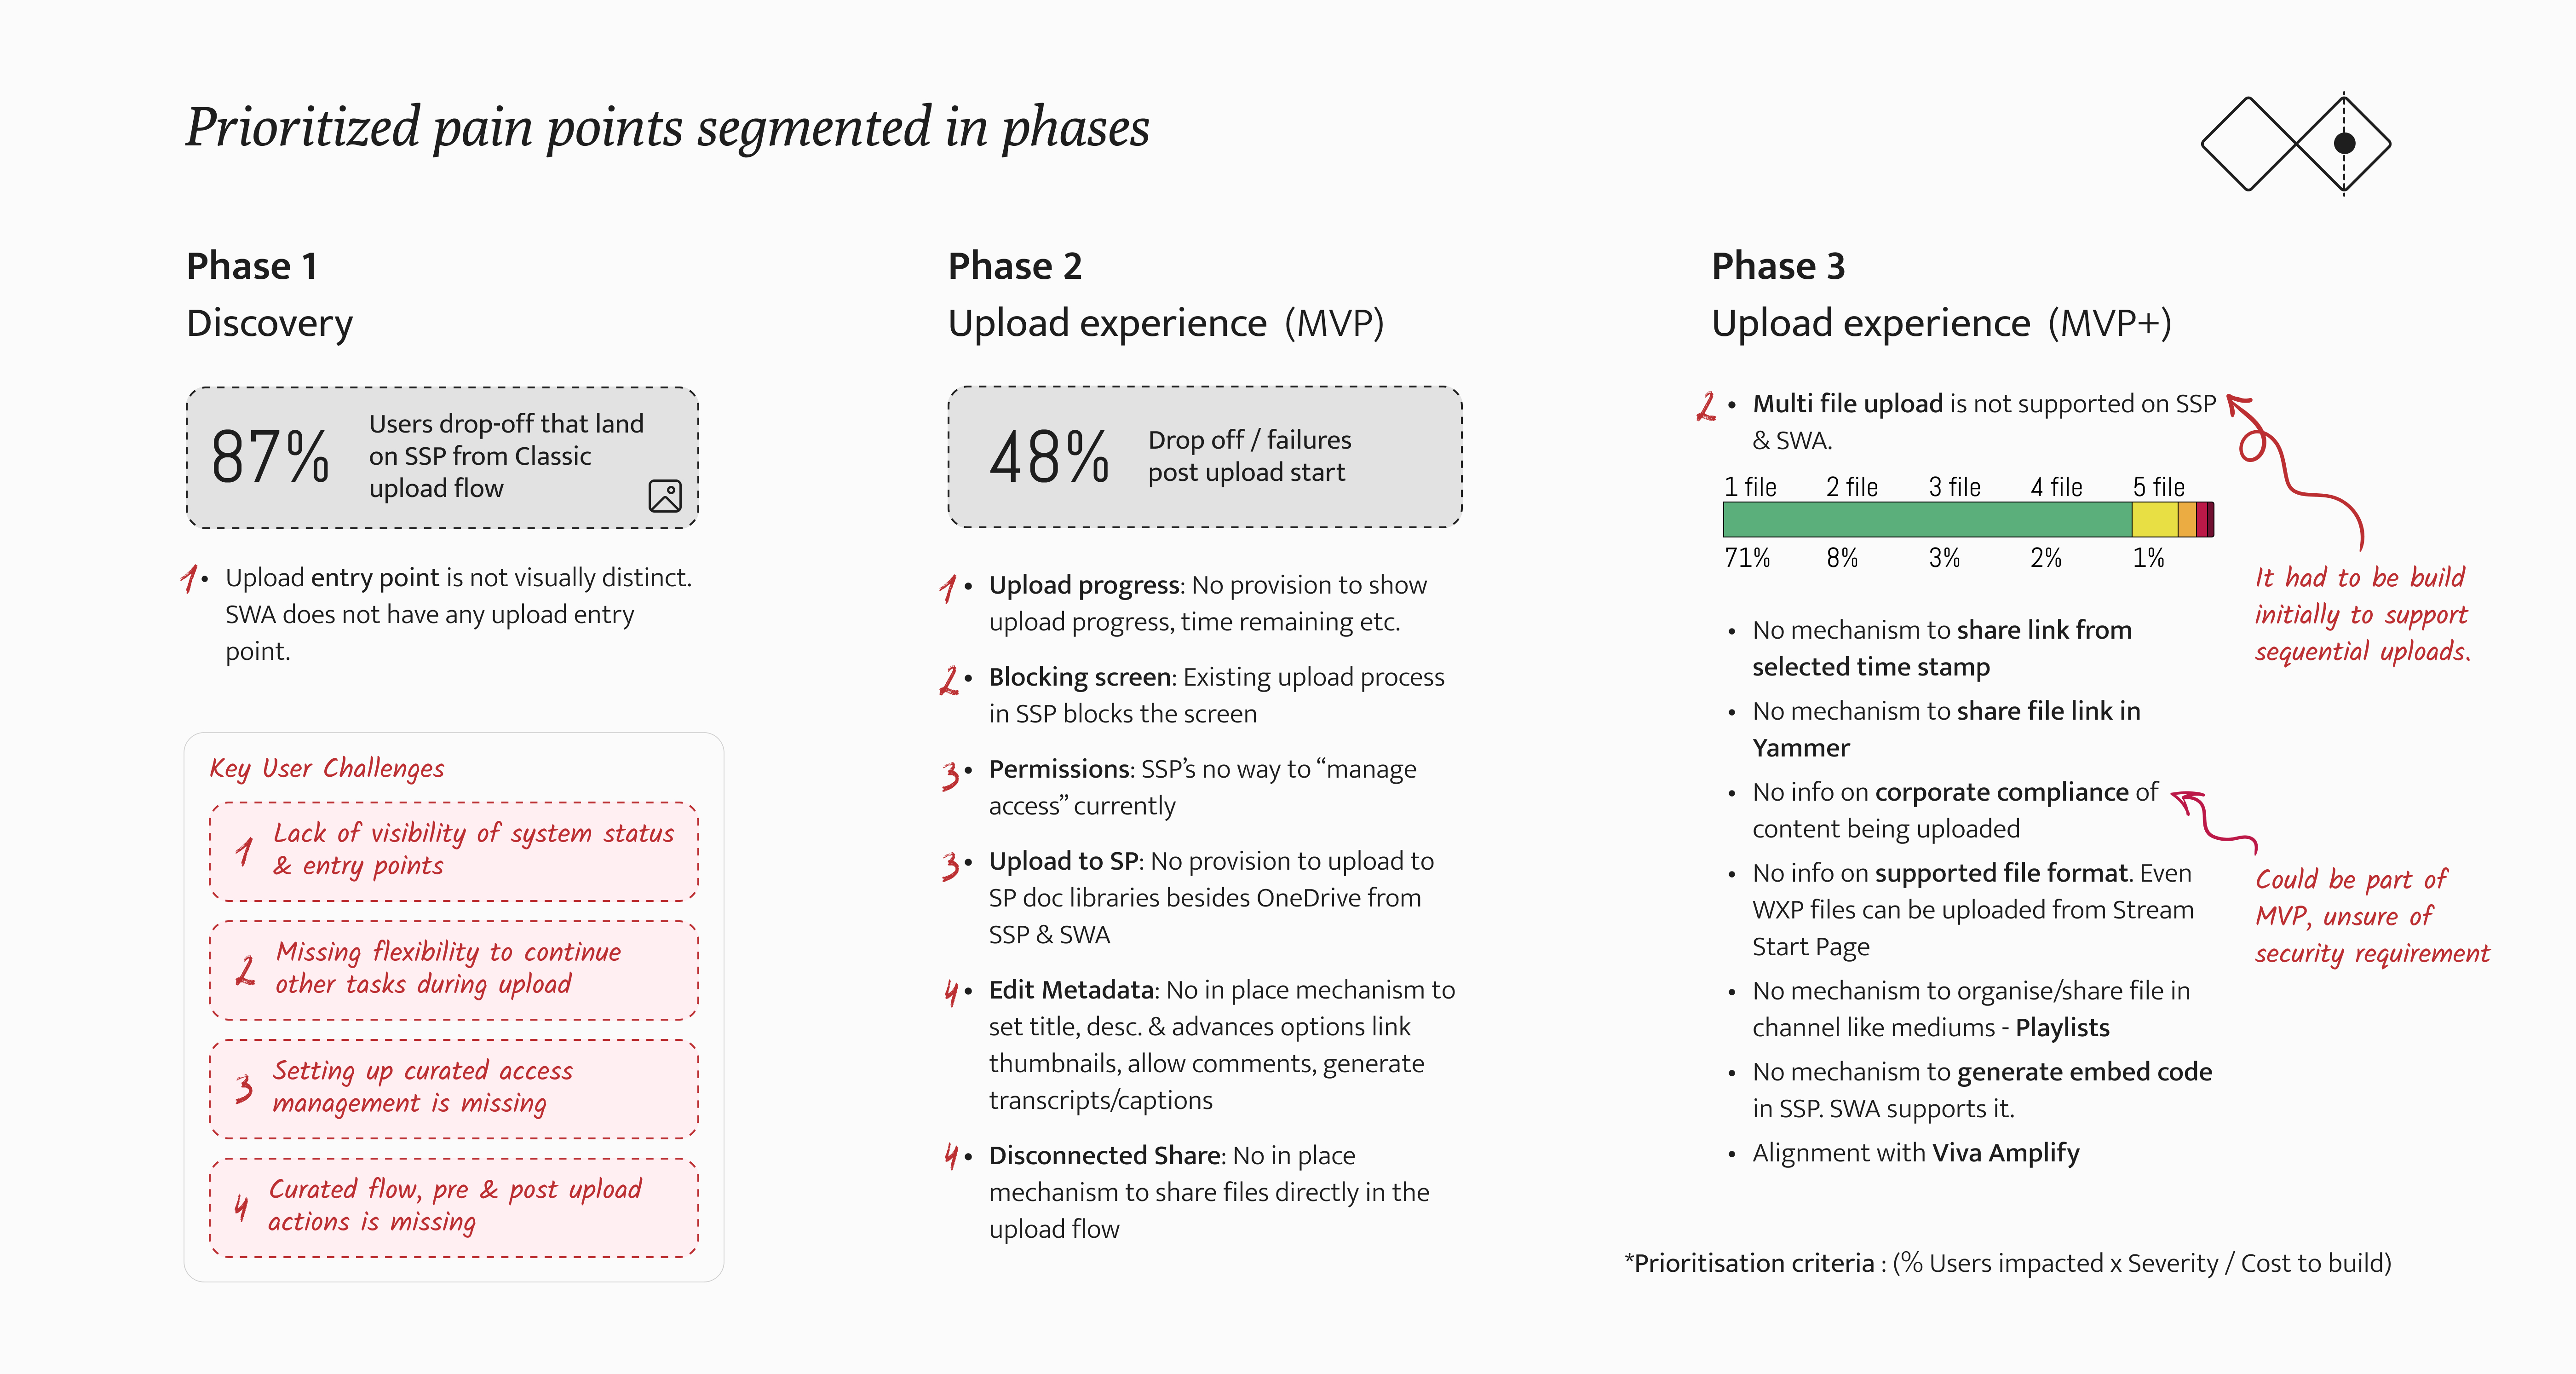 Prioritized pain points segmented in phases
Phase 1
Discovery
87%
Users drop-off that land
on SSP from Classic
upload flow
1 • Upload entry point is not visually distinct.
SWA does not have any upload entry
point.
Key User Challenges
1 Lack of visibility of system status
& entry points
2 Missing flexibility to continue
other tasks during upload
3 Setting up curated access
management is missing
4 Curated flow, pre & post upload
actions is missing
Phase 2
Upload experience (MVP)
48%
Drop off / failures
post upload start
1 • Upload progress: No provision to show
upload progress, time remaining etc.
2 • Blocking screen: Existing upload process
in SSP blocks the screen
3 • Permissions: SSP’s no way to “manage
access” currently
3 • Upload to SP: No provision to upload to
SP doc libraries besides OneDrive from
SSP & SWA
4 • Edit Metadata: No in place mechanism to
set title, desc. & advances options link
thumbnails, allow comments, generate
transcripts/captions
4 • Disconnected Share: No in place
mechanism to share files directly in the
upload flow
Phase 3
Upload experience (MVP+)
2 • Multi file upload is not supported on SSP
& SWA.
1 file 2 file 3 file 4 file 5 file
71% 8% 3% 2% 1%
It had to be build
initially to support
sequential uploads.
• No mechanism to share link from
selected time stamp
• No mechanism to share file link in
Yammer
• No info on corporate compliance of
content being uploaded
• No info on supported file format. Even
WXP files can be uploaded from Stream
Start Page
Could be part of
MVP, unsure of
security requirement
• No mechanism to organise/share file in
channel like mediums - Playlists
• No mechanism to generate embed code
in SSP. SWA supports it.
• Alignment with Viva Amplify
*Prioritisation criteria : (% Users impacted x Severity / Cost to build)